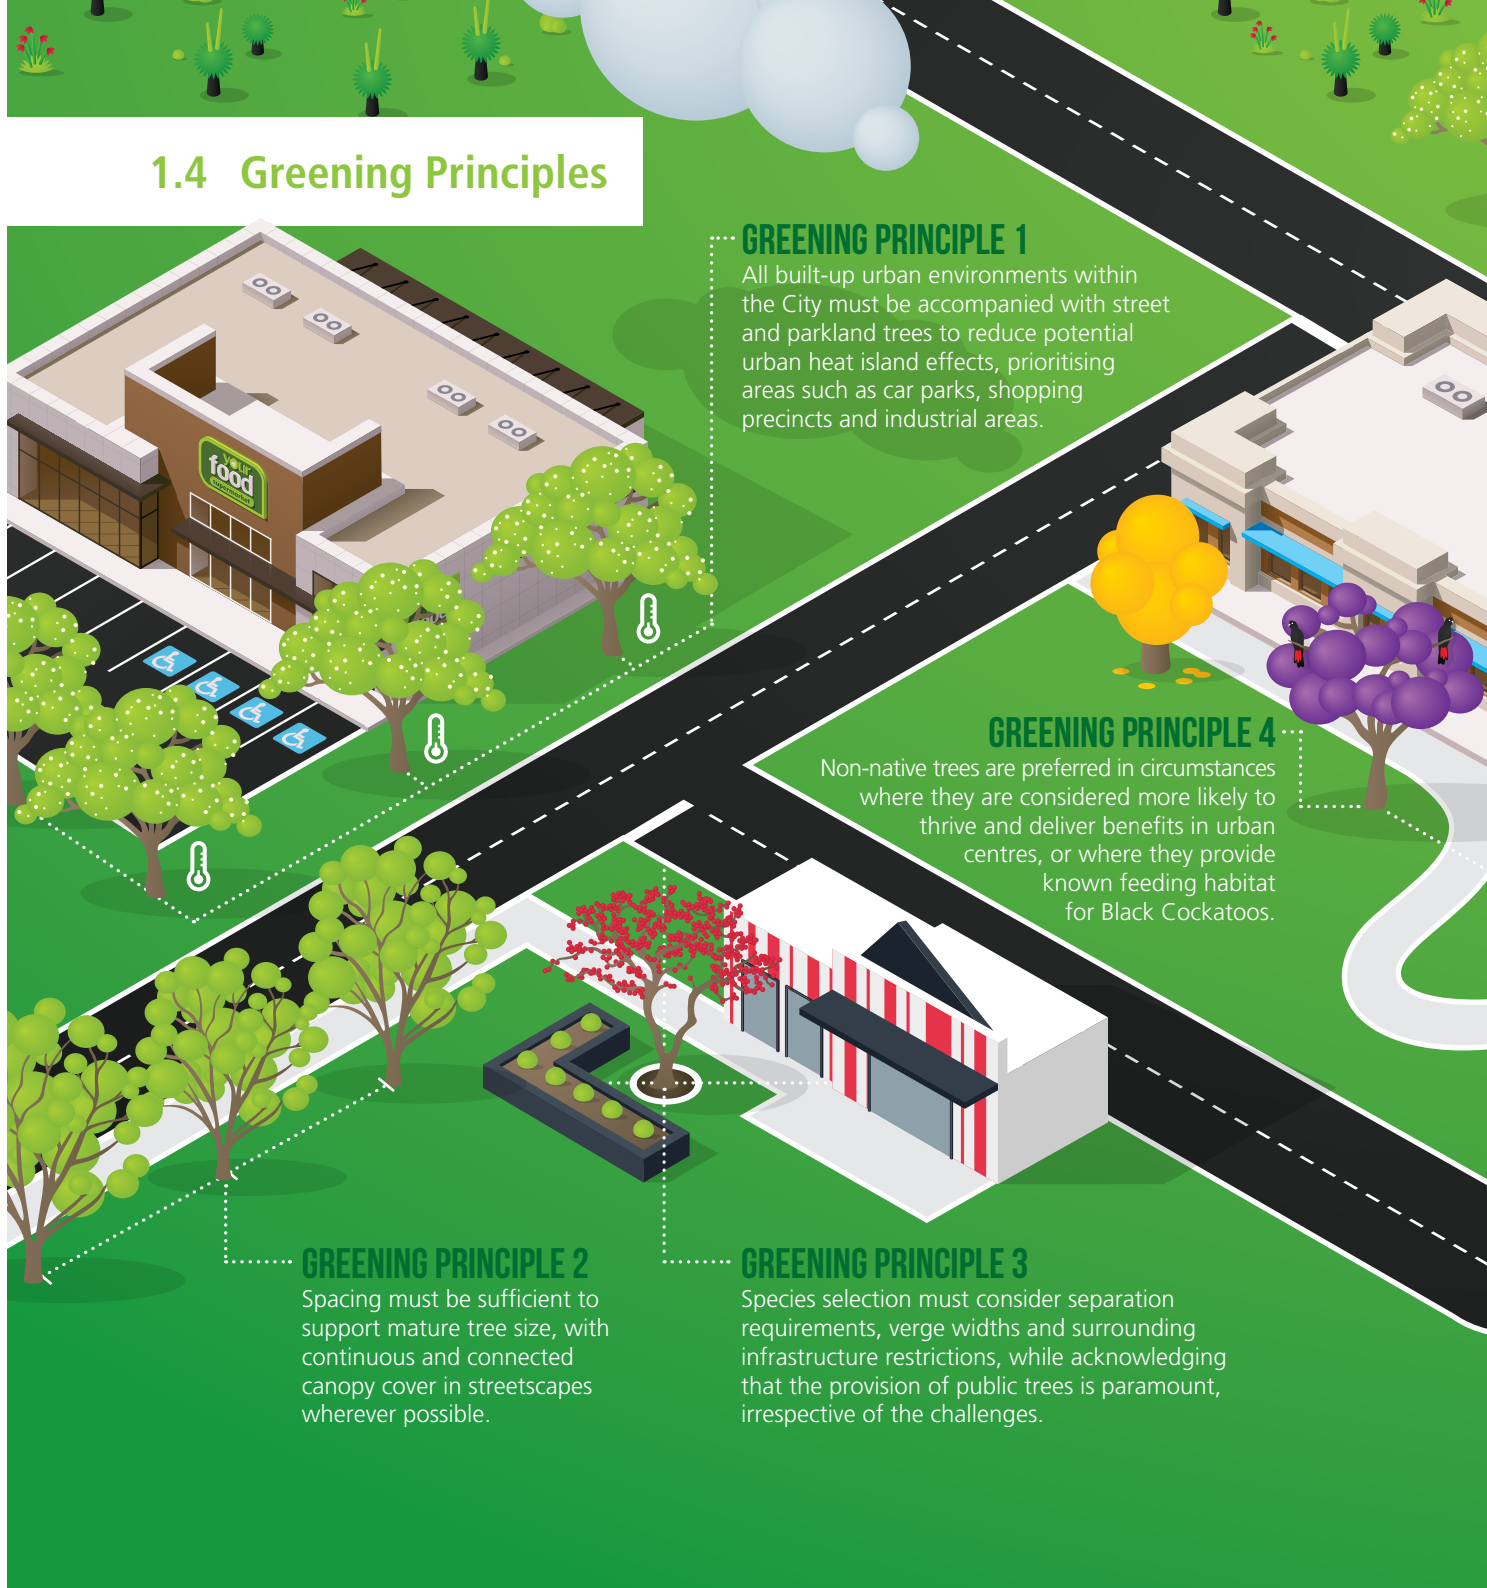 1.4 Greening Principles
GREENING PRINCIPLE 1
All built-up urban environments within
the City must be accompanied with street
and parkland trees to reduce potential
urban heat island effects, prioritising
areas such as car parks, shopping
precincts and industrial areas.
your
food
supermarket
GREENING PRINCIPLE 4
Non-native trees are preferred in circumstances
where they are considered more likely to
thrive and deliver benefits in urban
centres, or where they provide
known feeding habitat
for Black Cockatoos.
GREENING PRINCIPLE 2
Spacing must be sufficient to
support mature tree size, with
continuous and connected
canopy cover in streetscapes
wherever possible.
GREENING PRINCIPLE 3
Species selection must consider separation
requirements, verge widths and surrounding
infrastructure restrictions, while acknowledging
that the provision of public trees is paramount,
irrespective of the challenges.